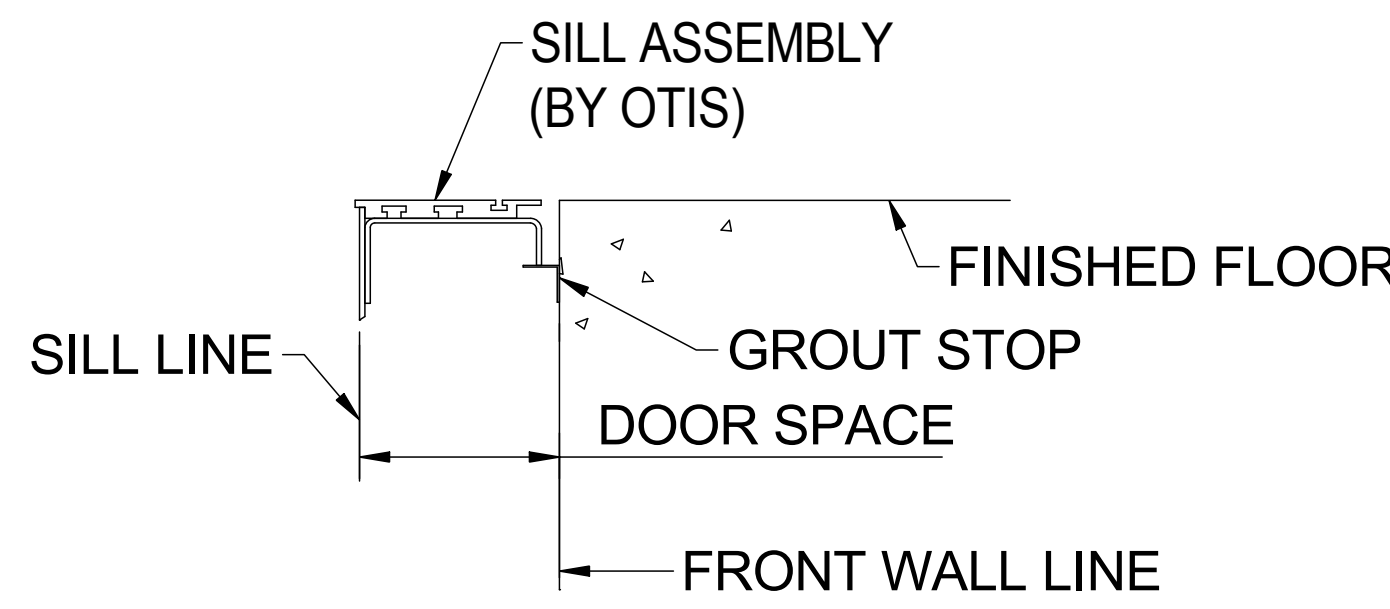 SILL ASSEMBLY
(BY OTIS)
FINISHED FLOOR
SILL LINE
GROUT STOP
DOOR SPACE
FRONT WALL LINE